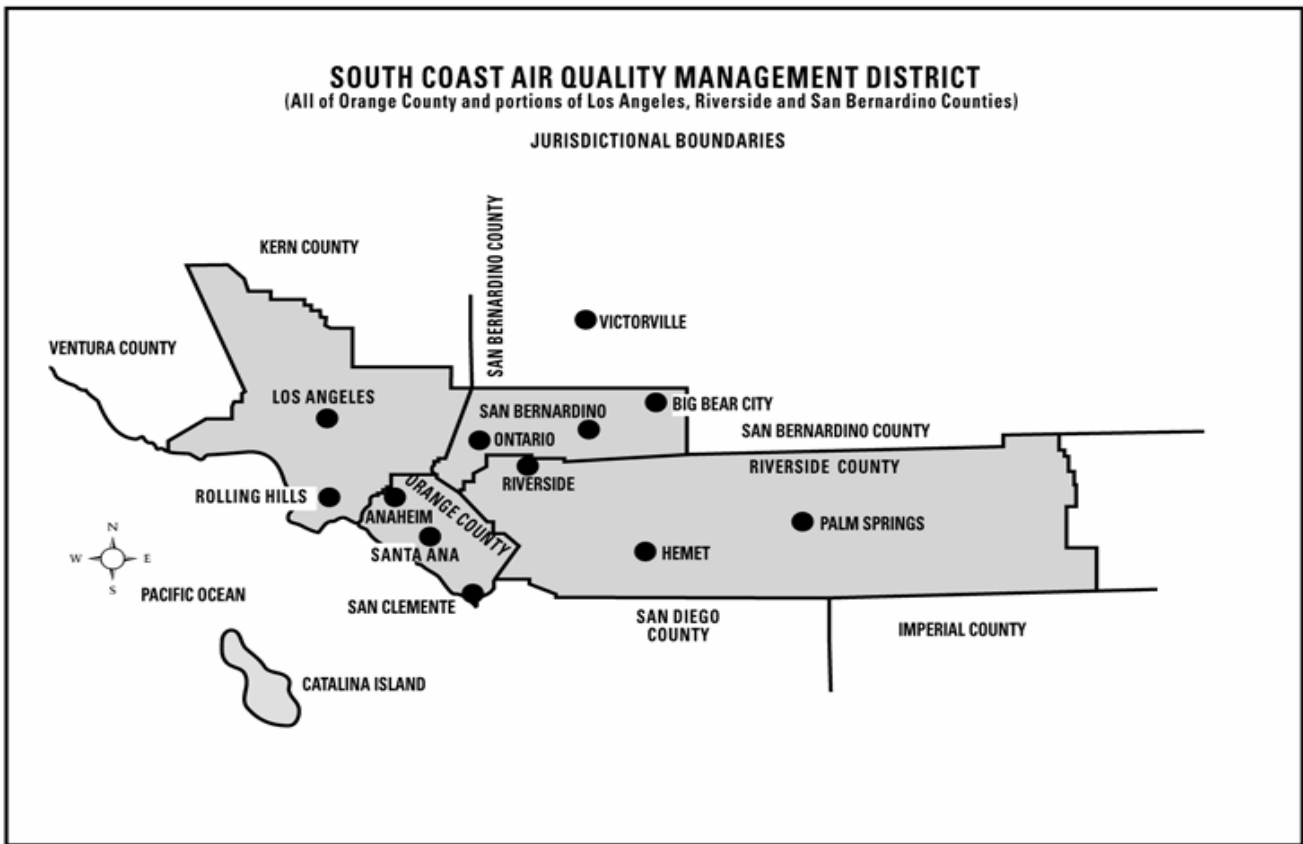 SOUTH COAST AIR QUALITY MANAGEMENT DISTRICT
(All of Orange County and portions of Los Angeles, Riverside and San Bernardino Counties)
JURISDICTIONAL BOUNDARIES
SAN BERNARDINO COUNTY
KERN COUNTY
VICTORVILLE
VENTURA COUNTY
LOS ANGELES
SAN BERNARDINO
BIG BEAR CITY
ONTARIO
SAN BERNARDINO COUNTY
RIVERSIDE COUNTY
RIVERSIDE
ROLLING HILLS
ORANGE COUNTY
ANAHEIM
PALM SPRINGS
SANTA ANA
HEMET
N
W E
S
PACIFIC OCEAN
SAN CLEMENTE
SAN DIEGO
COUNTY
IMPERIAL COUNTY
CATALINA ISLAND